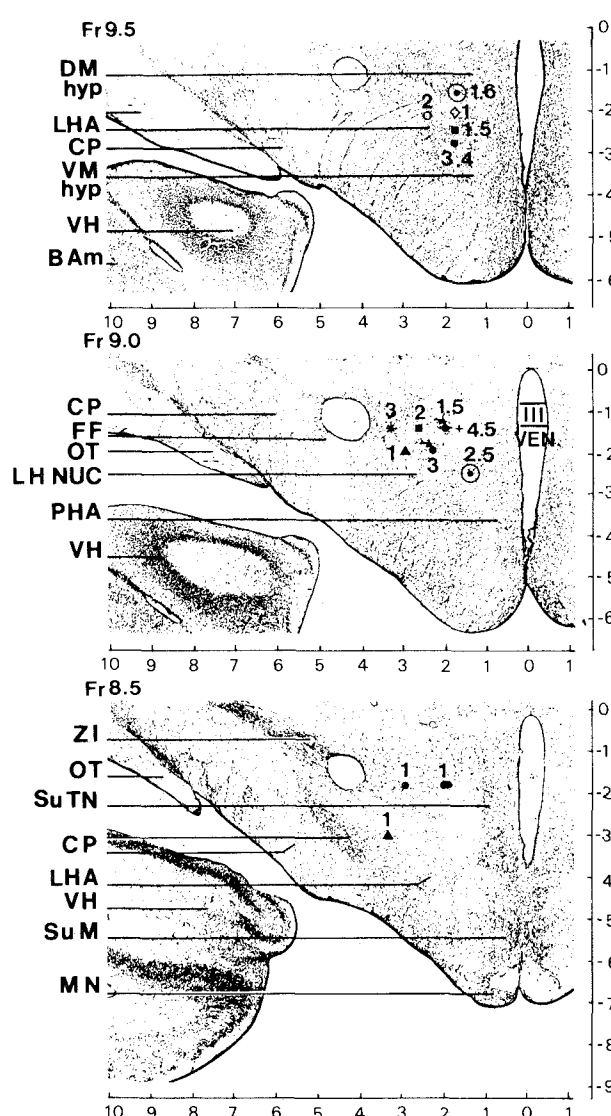 Fr 9.5
0
DM
hyp
-1
1.6
2
1
LHA
1.5
-2
CP
3 4
-3
VM
hyp
-4
VH
-5
BAm
-6
10 9 8 7 6 5 4 3 2 1 0 1
Fr 9.0
0
CP
3 2 1.5
III
-1
FF
4.5
VEN.
OT
1 3 2.5
-2
LH NUC
-3
PHA
-4
VH
-5
-6
10 9 8 7 6 5 4 3 2 1 0 1
Fr 8.5
0
ZI
-1
OT
1 1
SuTN
-2
1
-3
CP
LHA
-4
VH
-5
SuM
-6
MN
-7
-8
-9
10 9 8 7 6 5 4 3 2 1 0 1